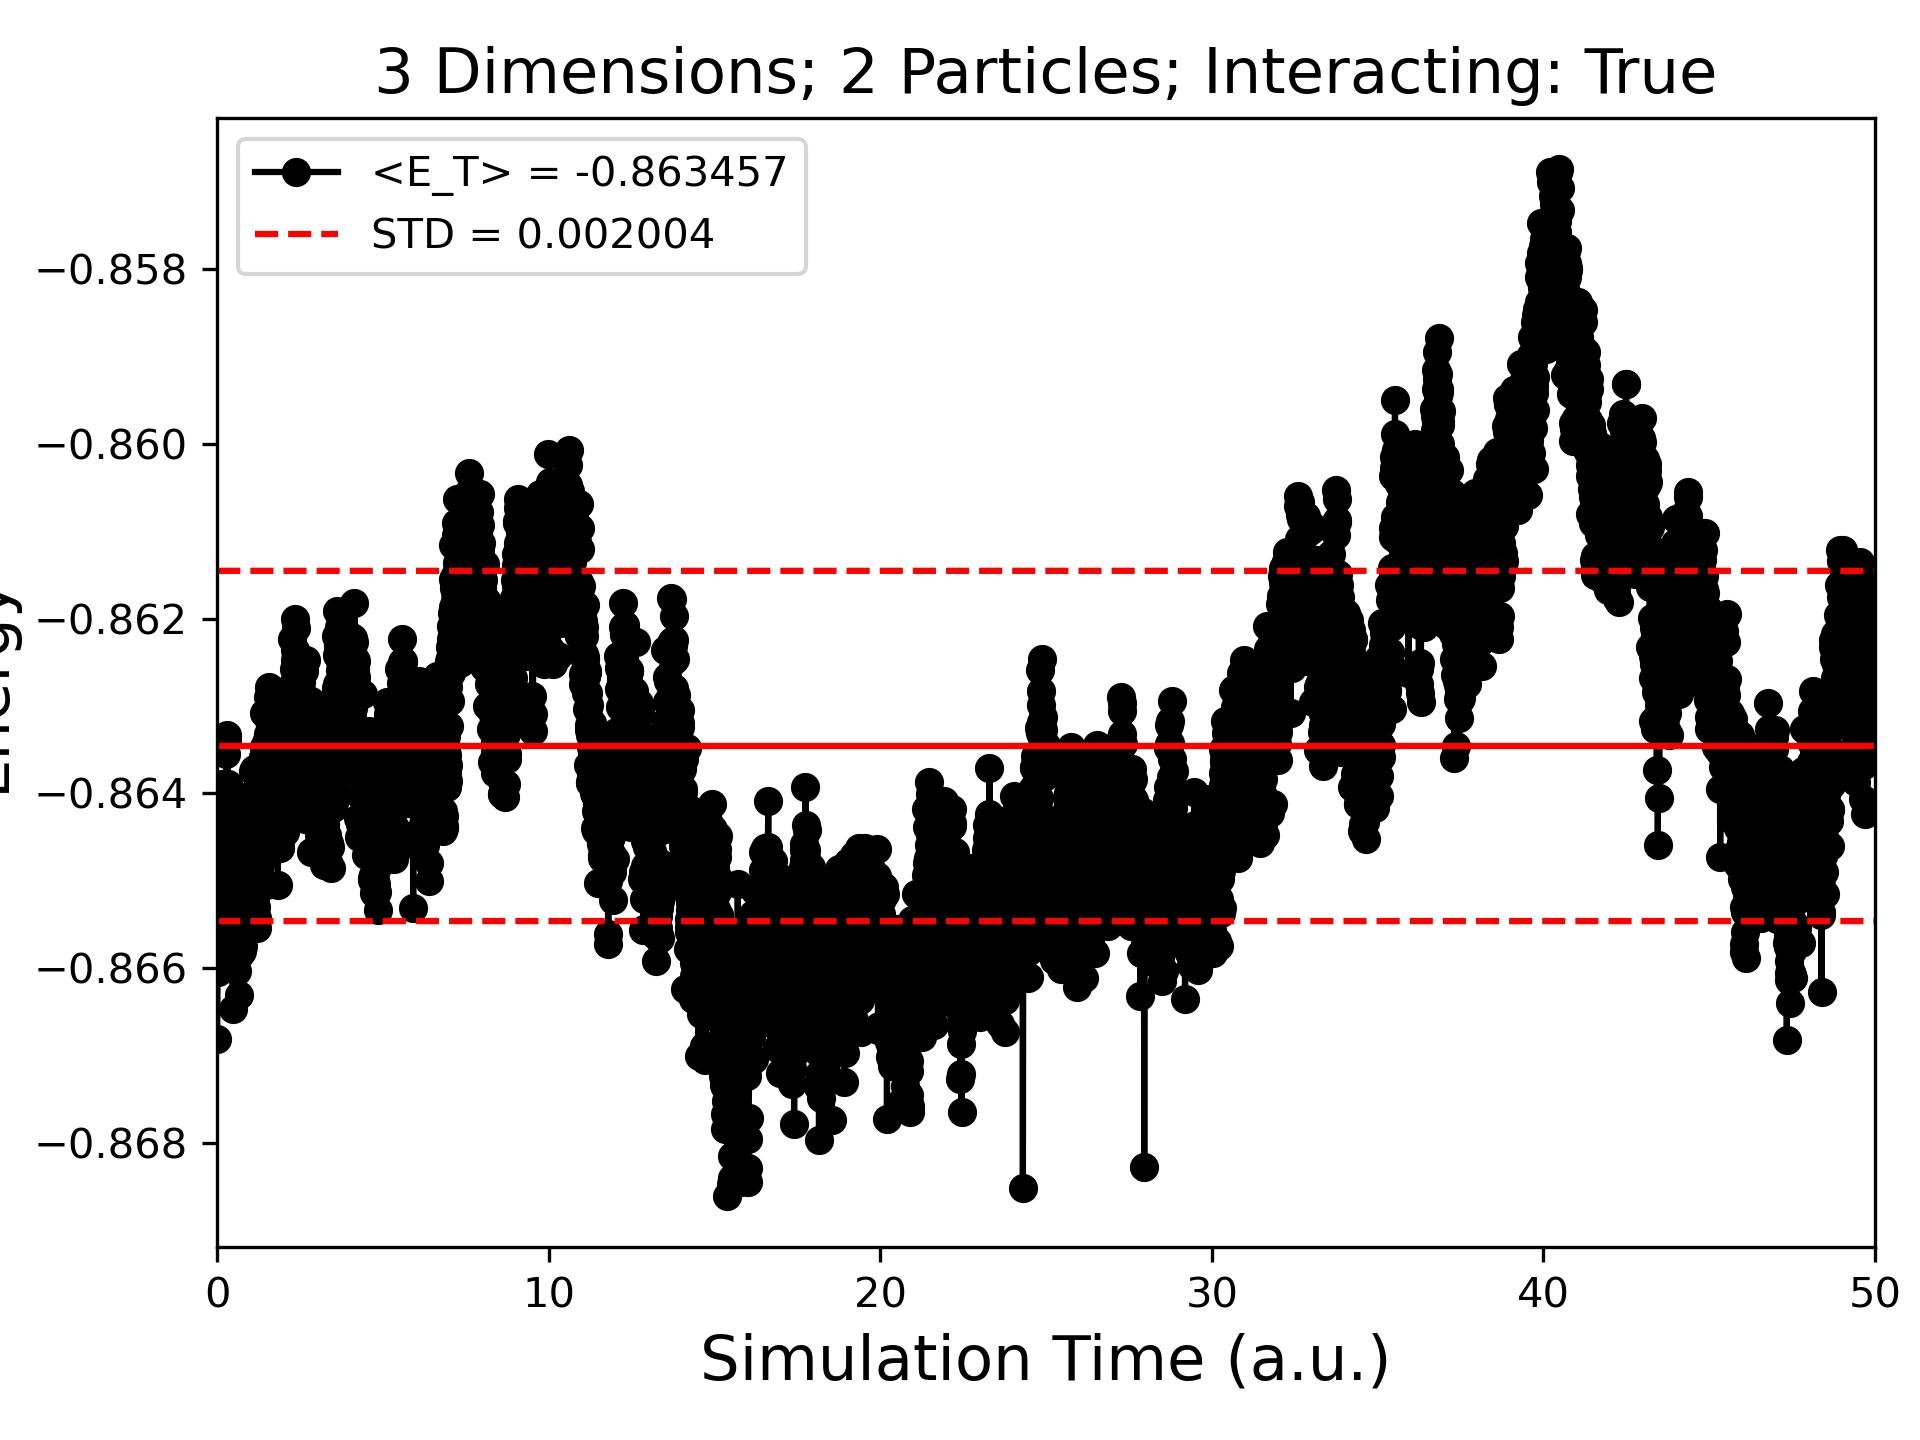 3 Dimensions; 2 Particles; Interacting: True
<E_T> = -0.863457
STD = 0.002004
−0.858
−0.860
−0.862
−0.864
−0.866
−0.868
Energy
0 10 20 30 40 50
Simulation Time (a.u.)